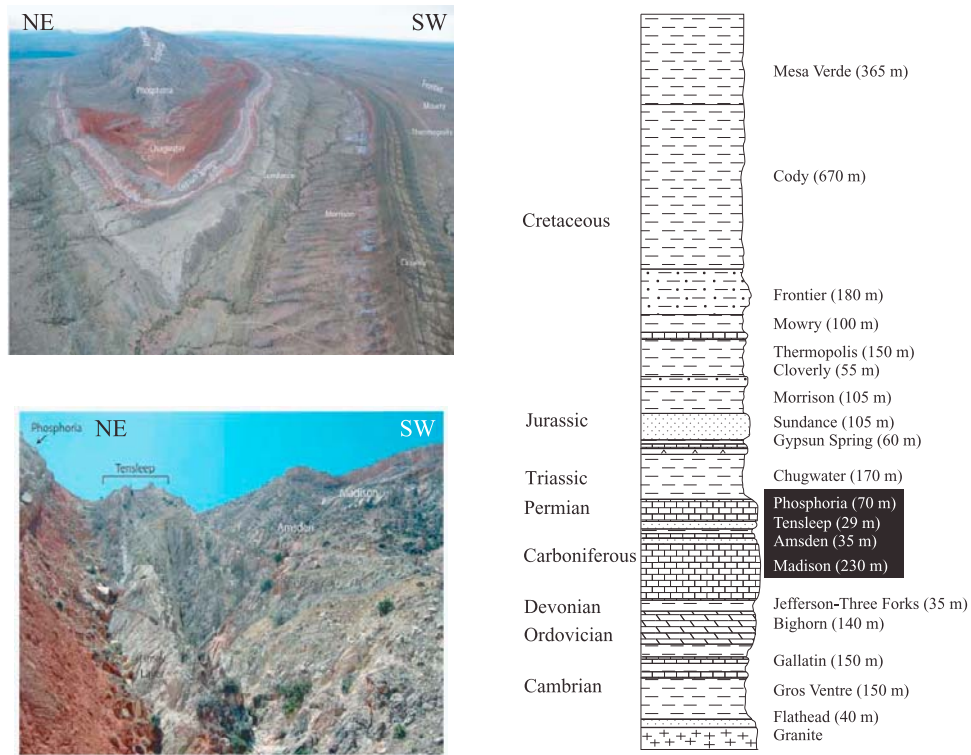 NE SW
Phosphoria
Chugwater
Sundance
Morrison
Frontier
Mowry
Thermopolis
Cloverly
NE SW
Phosphoria
Tensleep
Madison
Amsden
Cretaceous
Jurassic
Triassic
Permian
Carboniferous
Devonian
Ordovician
Cambrian
Mesa Verde (365 m)
Cody (670 m)
Frontier (180 m)
Mowry (100 m)
Thermopolis (150 m)
Cloverly (55 m)
Morrison (105 m)
Sundance (105 m)
Gypsun Spring (60 m)
Chugwater (170 m)
Phosphoria (70 m)
Tensleep (29 m)
Amsden (35 m)
Madison (230 m)
Jefferson-Three Forks (35 m)
Bighorn (140 m)
Gallatin (150 m)
Gros Ventre (150 m)
Flathead (40 m)
Granite